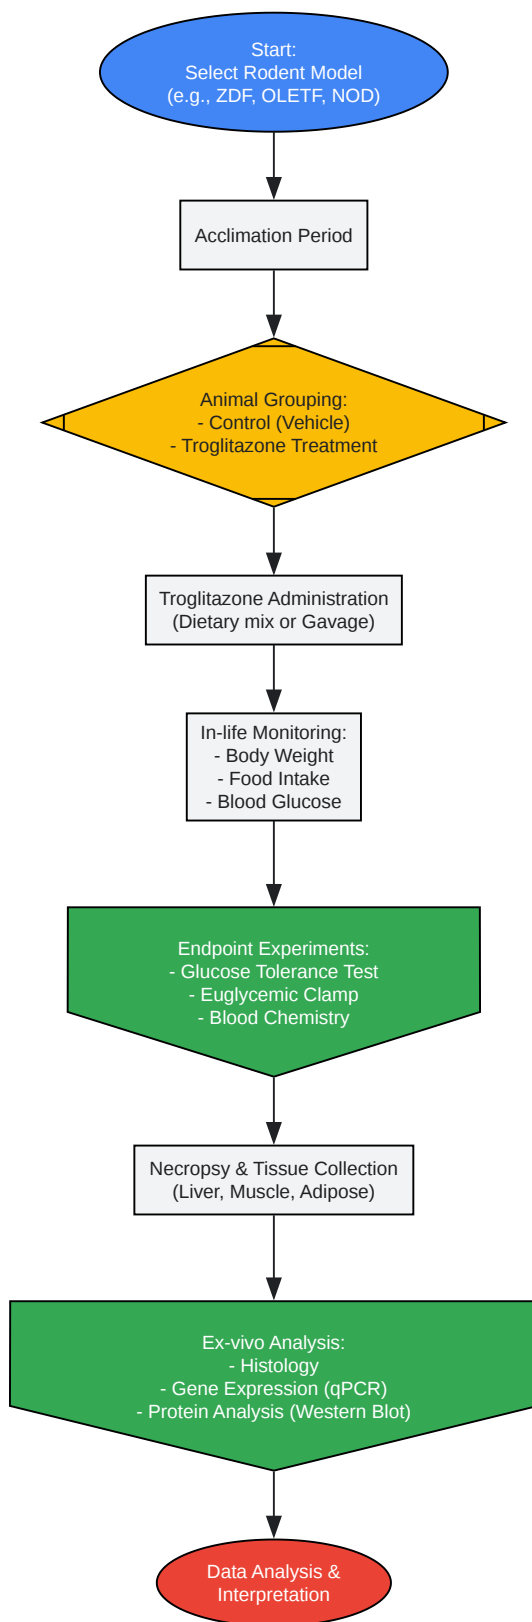 Start:
Select Rodent Model
(e.g., ZDF, OLETF, NOD)
Acclimation Period
Animal Grouping:
- Control (Vehicle)
- Troglitazone Treatment
Troglitazone Administration
(Dietary mix or Gavage)
In-life Monitoring:
- Body Weight
- Food Intake
- Blood Glucose
Endpoint Experiments:
- Glucose Tolerance Test
- Euglycemic Clamp
- Blood Chemistry
Necropsy & Tissue Collection
(Liver, Muscle, Adipose)
Ex-vivo Analysis:
- Histology
- Gene Expression (qPCR)
- Protein Analysis (Western Blot)
Data Analysis &
Interpretation